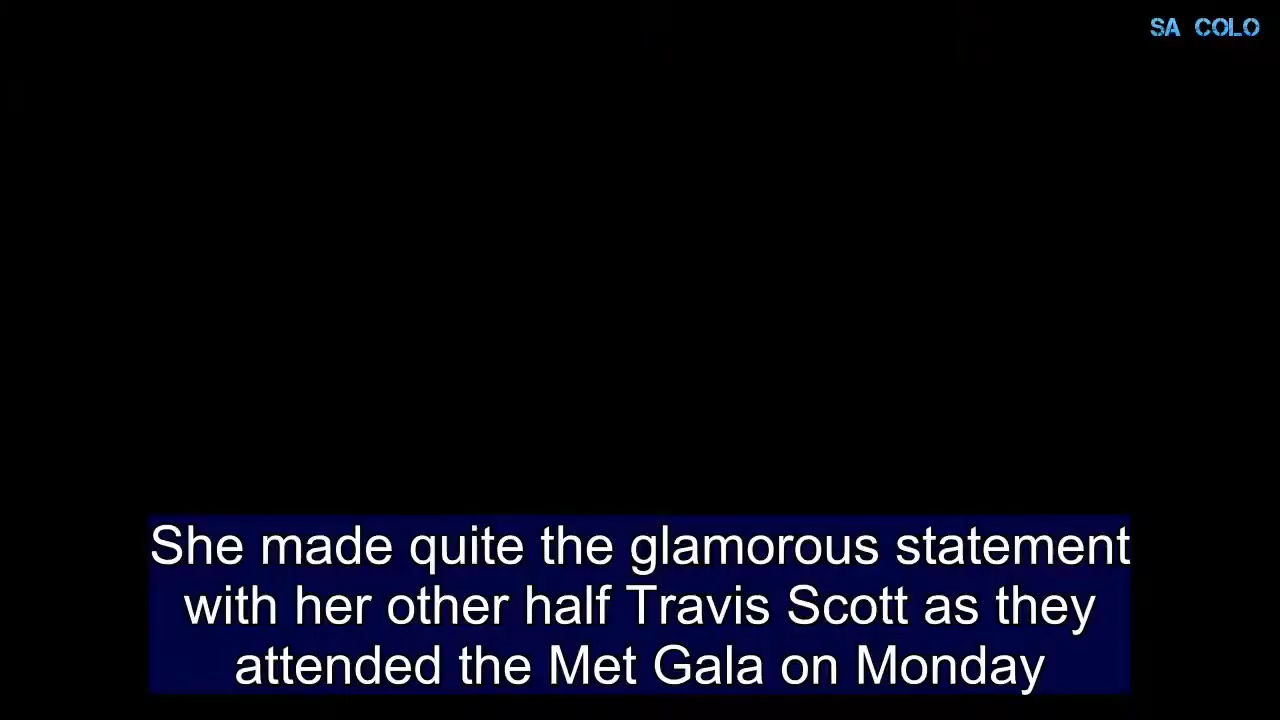 SA COLO
She made quite the glamorous statement
with her other half Travis Scott as they
attended the Met Gala on Monday